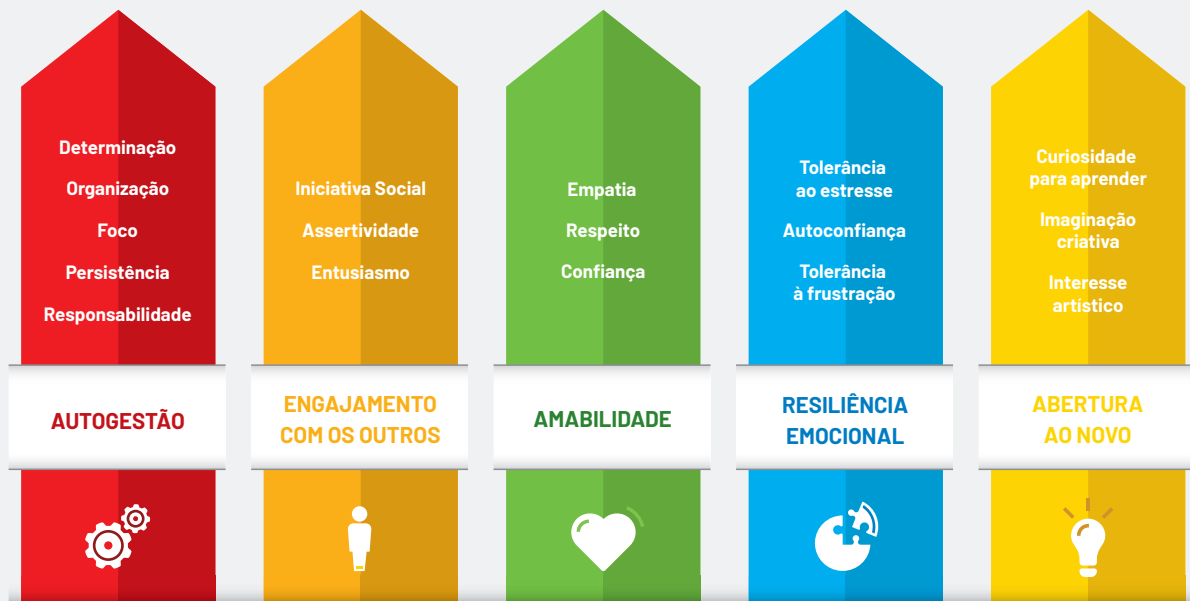 Determinação
Organização
Foco
Persistência
Responsabilidade
AUTOGESTÃO
Iniciativa Social
Assertividade
Entusiasmo
ENGAJAMENTO
COM OS OUTROS
Empatia
Respeito
Confiança
AMABILIDADE
Tolerância
ao estresse
Autoconfiança
Tolerância
à frustração
RESILIÊNCIA
EMOCIONAL
Curiosidade
para aprender
Imaginação
criativa
Interesse
artístico
ABERTURA
AO NOVO